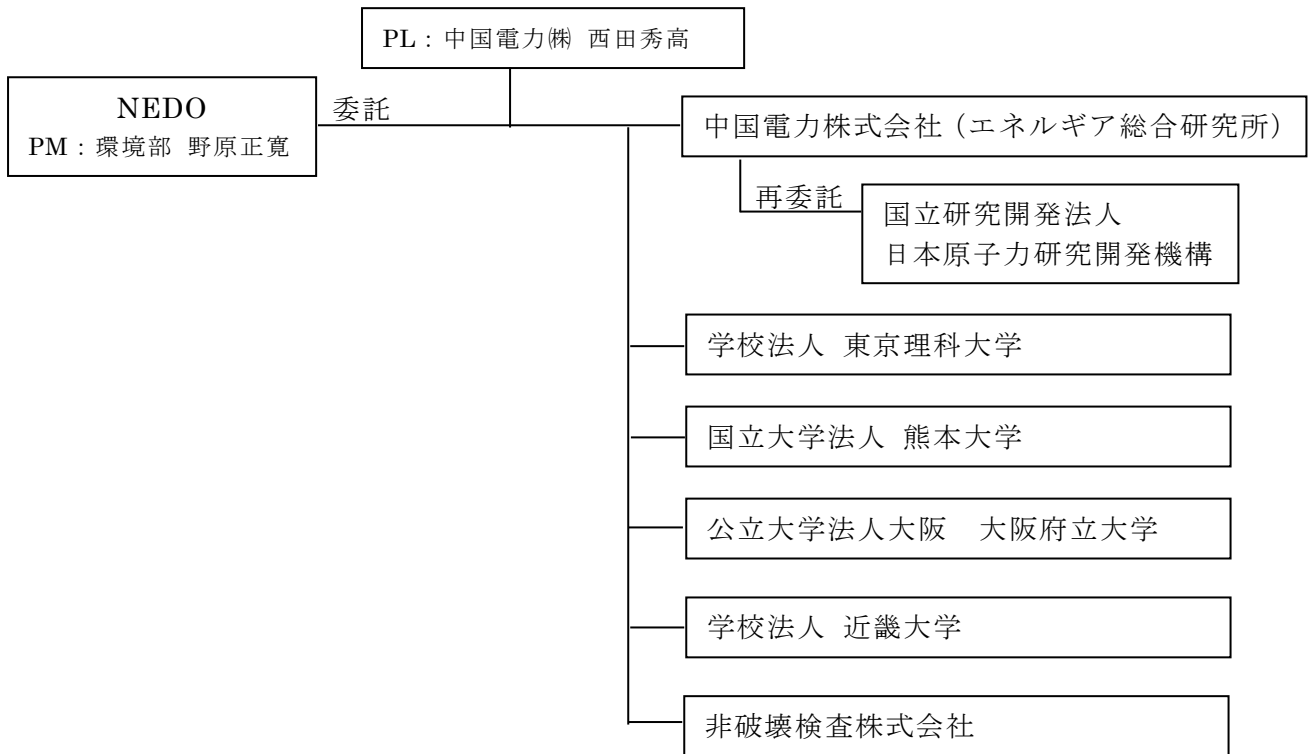 PL：中国電力㈱ 西田秀高
NEDO
PM：環境部 野原正寛
委託
中国電力株式会社（エネルギア総合研究所）
再委託
国立研究開発法人
日本原子力研究開発機構
学校法人 東京理科大学
国立大学法人 熊本大学
公立大学法人大阪　大阪府立大学
学校法人 近畿大学
非破壊検査株式会社